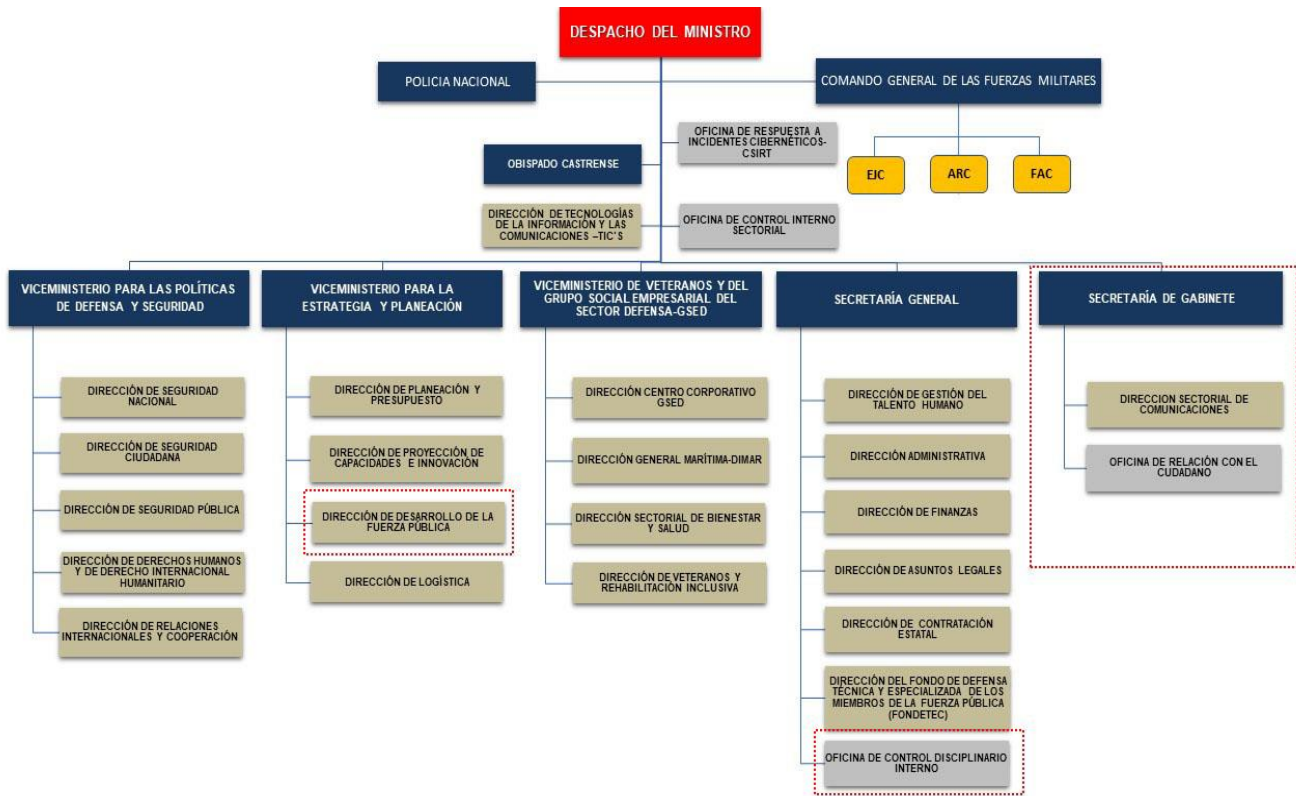 DESPACHO DEL MINISTRO
POLICIA NACIONAL
COMANDO GENERAL DE LAS FUERZAS MILITARES
OFICINA DE RESPUESTA A
INCIDENTES CIBERNÉTICOS-
CSIRT
OBISPADO CASTRENSE
EJC
ARC
FAC
DIRECCIÓN DE TECNOLOGÍAS
DE LA INFORMACIÓN Y LAS
COMUNICACIONES –TIC'S
OFICINA DE CONTROL INTERNO
SECTORIAL
VICEMINISTERIO PARA LAS POLÍTICAS
DE DEFENSA Y SEGURIDAD
DIRECCIÓN DE SEGURIDAD
NACIONAL
DIRECCIÓN DE SEGURIDAD
CIUDADANA
DIRECCIÓN DE SEGURIDAD PÚBLICA
DIRECCIÓN DE DERECHOS HUMANOS
Y DE DERECHO INTERNACIONAL
HUMANITARIO
DIRECCIÓN DE RELACIONES
INTERNACIONALES Y COOPERACIÓN
VICEMINISTERIO PARA LA
ESTRATEGIA Y PLANEACIÓN
DIRECCIÓN DE PLANEACIÓN Y
PRESUPUESTO
DIRECCIÓN DE PROYECCIÓN DE
CAPACIDADES E INNOVACIÓN
DIRECCIÓN DE DESARROLLO DE LA
FUERZA PÚBLICA
DIRECCIÓN DE LOGÍSTICA
VICEMINISTERIO DE VETERANOS Y DEL
GRUPO SOCIAL EMPRESARIAL DEL
SECTOR DEFENSA-GSED
DIRECCIÓN CENTRO CORPORATIVO
GSED
DIRECCIÓN GENERAL MARÍTIMA-DIMAR
DIRECCIÓN SECTORIAL DE BIENESTAR
Y SALUD
DIRECCIÓN DE VETERANOS Y
REHABILITACIÓN INCLUSIVA
SECRETARÍA GENERAL
DIRECCIÓN DE GESTIÓN DEL
TALENTO HUMANO
DIRECCIÓN ADMINISTRATIVA
DIRECCIÓN DE FINANZAS
DIRECCIÓN DE ASUNTOS LEGALES
DIRECCIÓN DE CONTRATACIÓN
ESTATAL
DIRECCIÓN DEL FONDO DE DEFENSA
TÉCNICA Y ESPECIALIZADA DE LOS
MIEMBROS DE LA FUERZA PÚBLICA
(FONDETEC)
OFICINA DE CONTROL DISCIPLINARIO
INTERNO
SECRETARÍA DE GABINETE
DIRECCION SECTORIAL DE
COMUNICACIONES
OFICINA DE RELACIÓN CON EL
CUDADANO